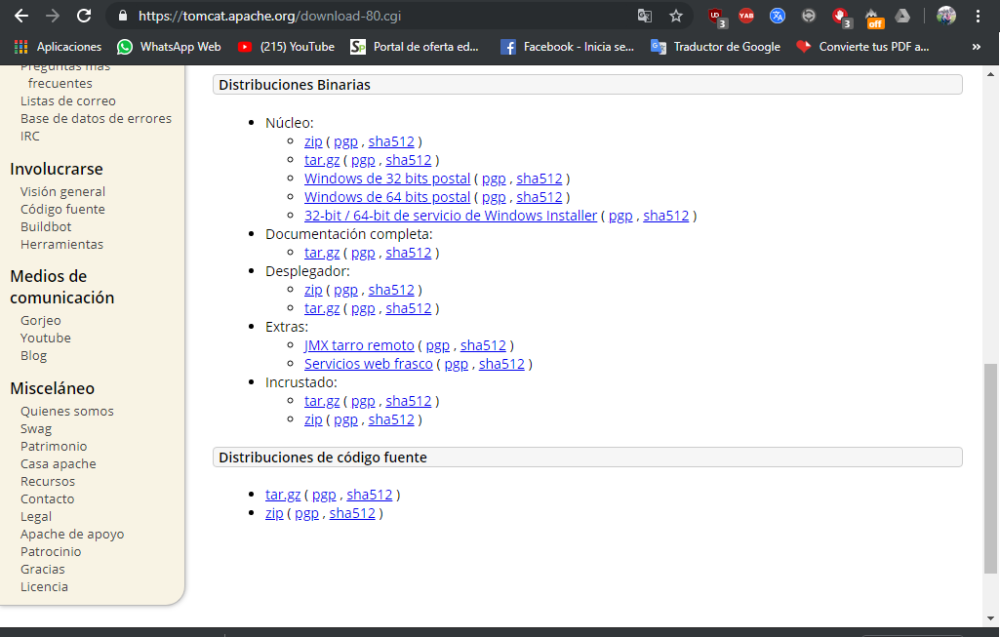 https://tomcat.apache.org/download-80.cgi
UD 3 YAB 3 off
Aplicaciones WhatsApp Web (215) YouTube Portal de oferta ed... Facebook - Inicia se... Traductor de Google Convierte tus PDF a... »
Preguntas más
frecuentes
Listas de correo
Base de datos de errores
IRC
Involucrarse
Visión general
Código fuente
Buildbot
Herramientas
Medios de
comunicación
Gorjeo
Youtube
Blog
Misceláneo
Quienes somos
Swag
Patrimonio
Casa apache
Recursos
Contacto
Legal
Apache de apoyo
Patrocinio
Gracias
Licencia
Distribuciones Binarias
Núcleo:
zip ( pgp , sha512 )
tar.gz ( pgp , sha512 )
Windows de 32 bits postal ( pgp , sha512 )
Windows de 64 bits postal ( pgp , sha512 )
32-bit / 64-bit de servicio de Windows Installer ( pgp , sha512 )
Documentación completa:
tar.gz ( pgp , sha512 )
Desplegador:
zip ( pgp , sha512 )
tar.gz ( pgp , sha512 )
Extras:
JMX tarro remoto ( pgp , sha512 )
Servicios web frasco ( pgp , sha512 )
Incrustado:
tar.gz ( pgp , sha512 )
zip ( pgp , sha512 )
Distribuciones de código fuente
tar.gz ( pgp , sha512 )
zip ( pgp , sha512 )